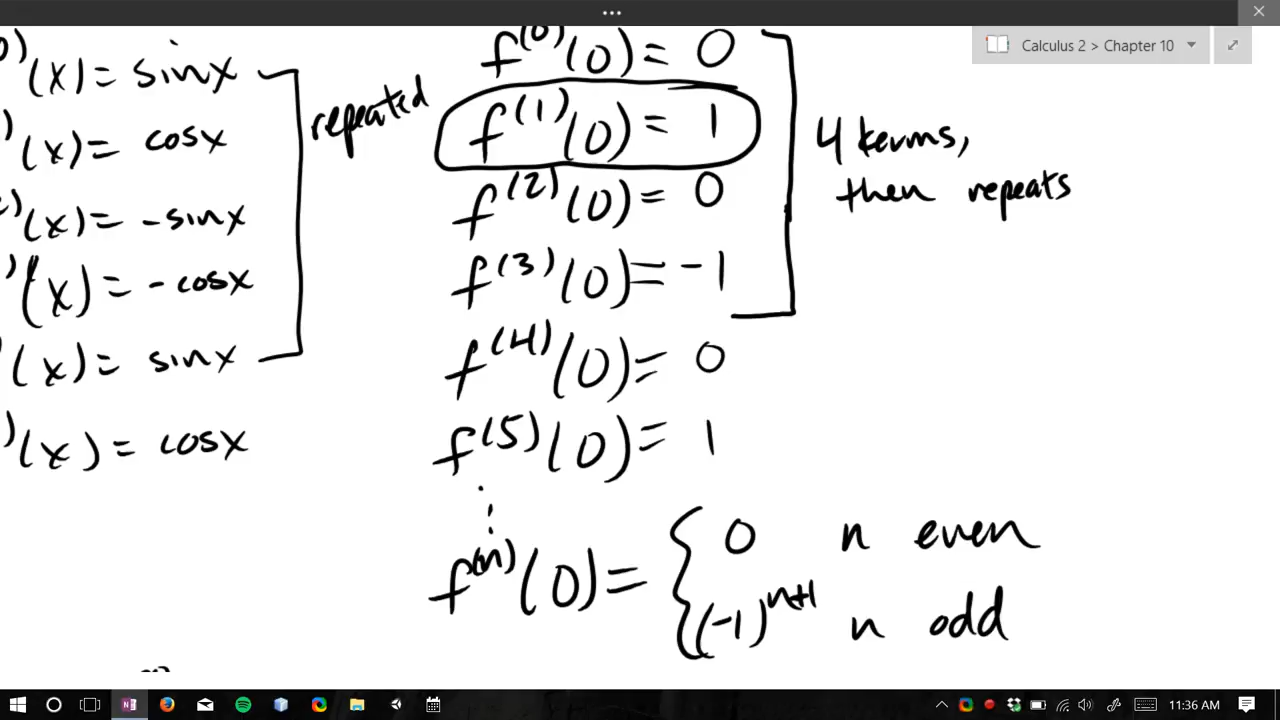 ...
Calculus 2 > Chapter 10
)(x) = sinx
)(x) = cosx
)(x) = -sinx
)(x) = -cosx
)(x) = sinx
)(x) = cosx
repeated
f^(0)(0) = 0
f^(1)(0) = 1
f^(2)(0) = 0
f^(3)(0) = -1
f^(4)(0) = 0
f^(5)(0) = 1
⋮
f^(n)(0) = { 0 n even
(-1)^n+1 n odd
4 terms,
then repeats
11:36 AM